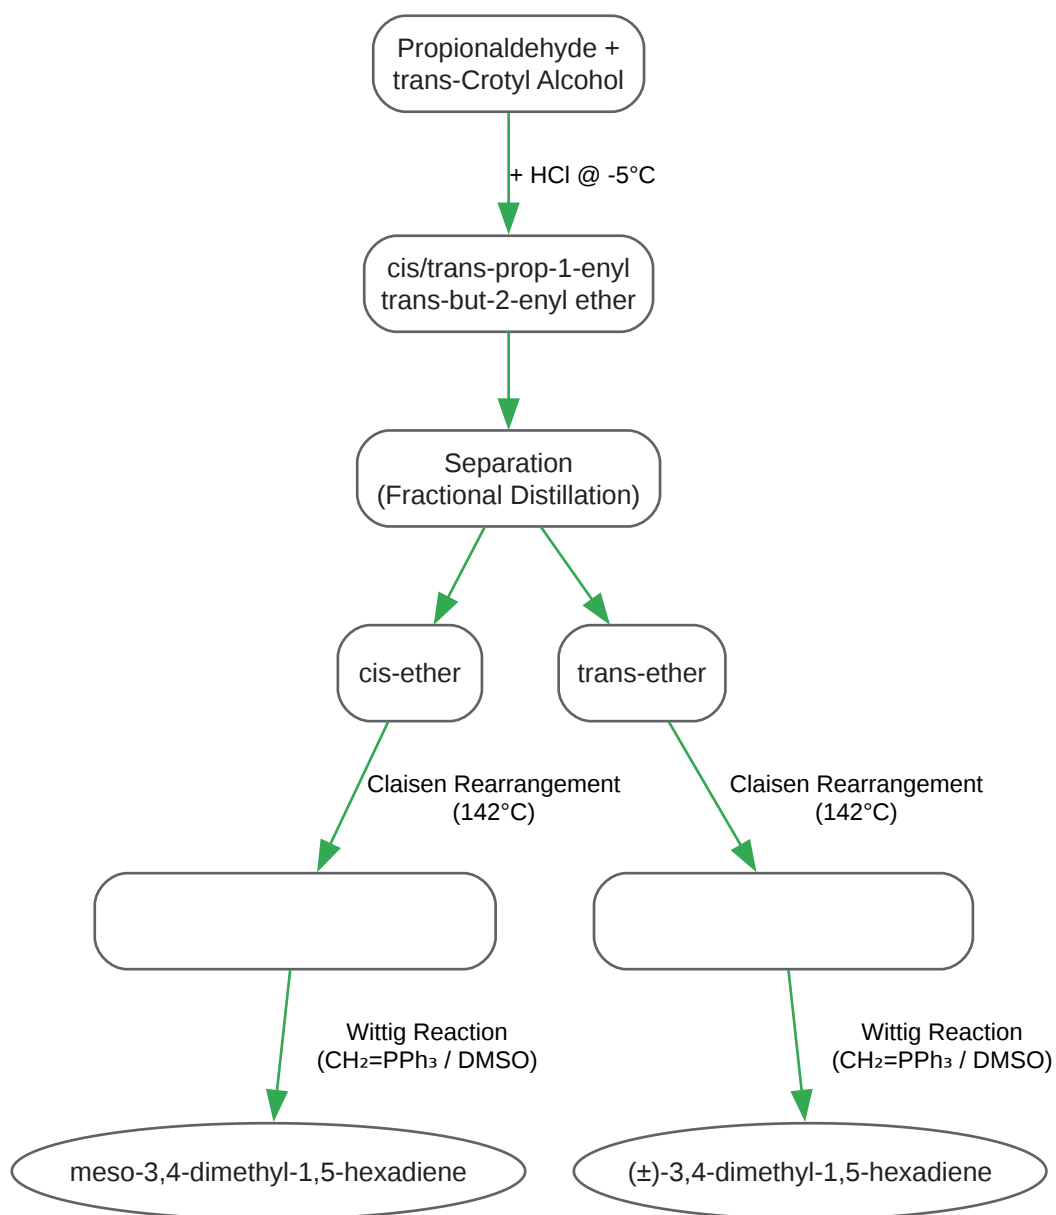 Propionaldehyde +
trans-Crotyl Alcohol
+ HCl @ -5°C
cis/trans-prop-1-enyl
trans-but-2-enyl ether
Separation
(Fractional Distillation)
cis-ether
trans-ether
Claisen Rearrangement
(142°C)
Claisen Rearrangement
(142°C)
Wittig Reaction
(CH₂=PPh₃ / DMSO)
Wittig Reaction
(CH₂=PPh₃ / DMSO)
meso-3,4-dimethyl-1,5-hexadiene
(±)-3,4-dimethyl-1,5-hexadiene